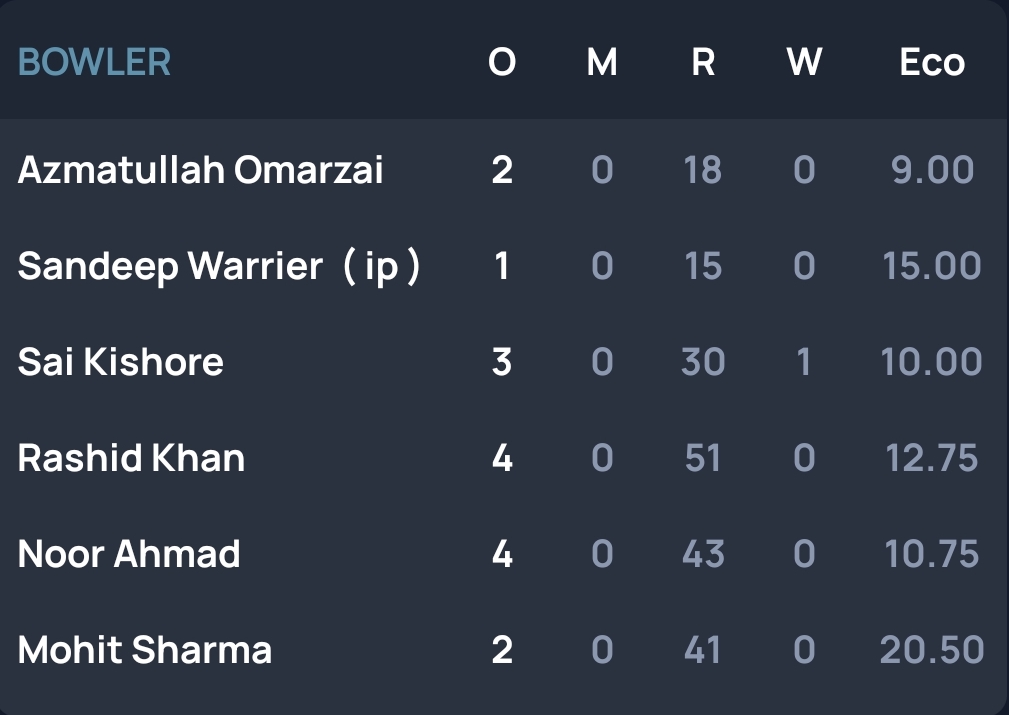 BOWLER O M R W Eco
Azmatullah Omarzai 2 0 18 0 9.00
Sandeep Warrier ( ip ) 1 0 15 0 15.00
Sai Kishore 3 0 30 1 10.00
Rashid Khan 4 0 51 0 12.75
Noor Ahmad 4 0 43 0 10.75
Mohit Sharma 2 0 41 0 20.50